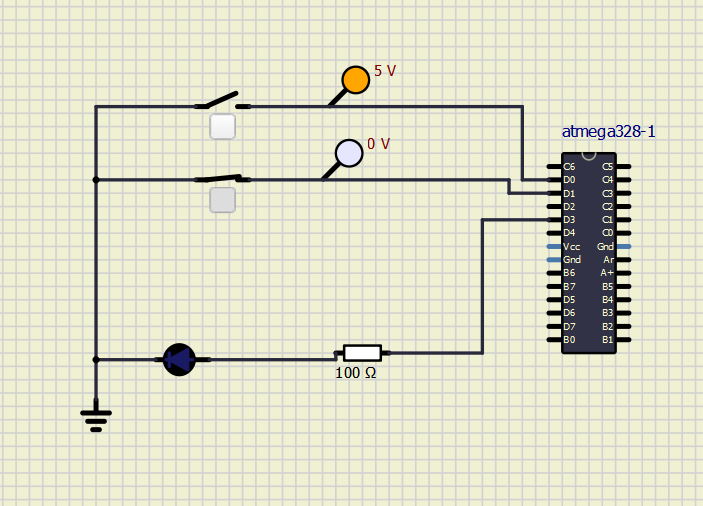 5 V
0 V
atmega328-1
C6 C5
D0 C4
D1 C3
D2 C2
D3 C1
D4 C0
Vcc Gnd
Gnd Ar
B6 A+
B7 B5
D5 B4
D6 B3
D7 B2
B0 B1
100 Ω